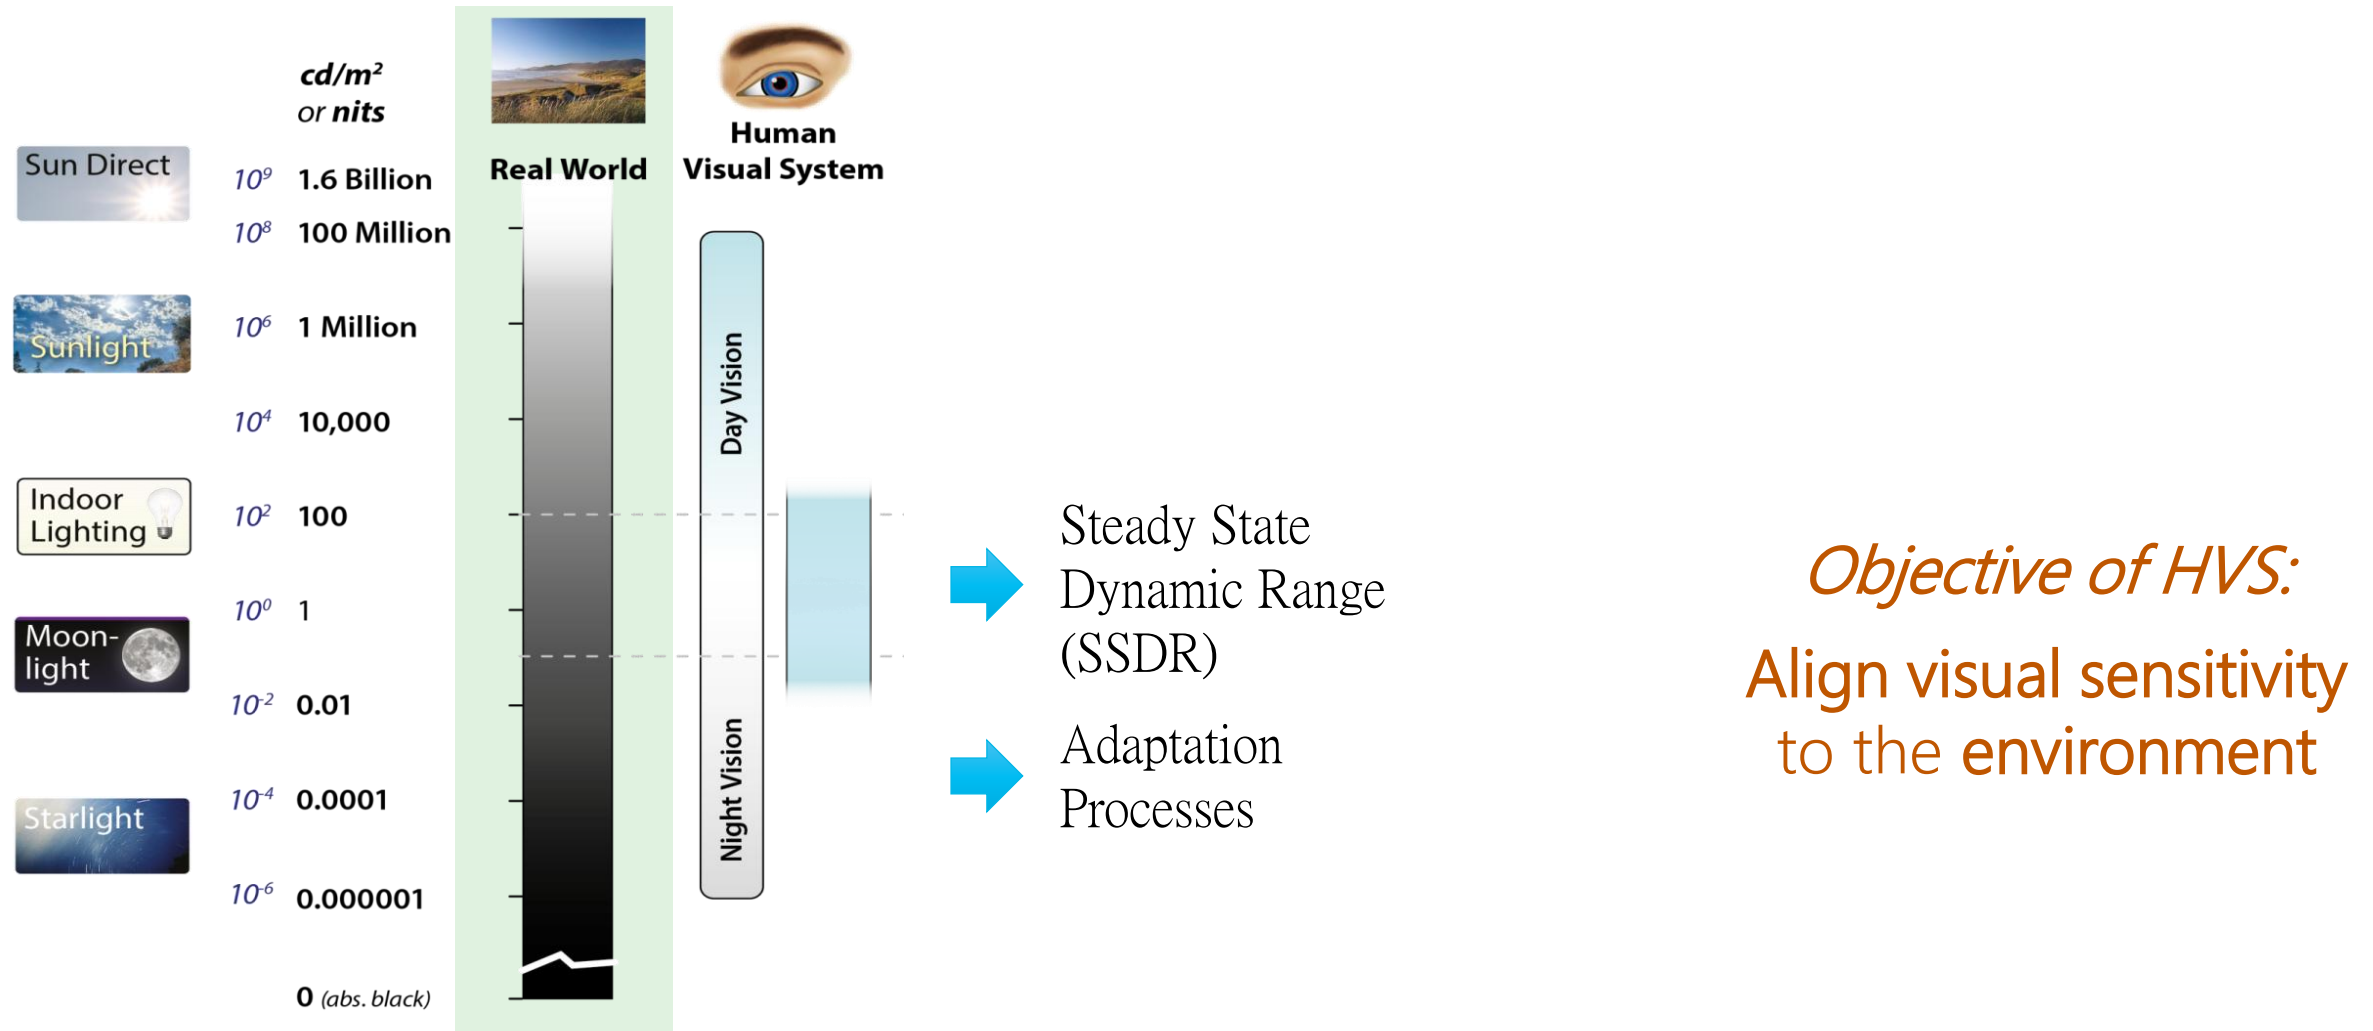 cd/m²
or nits
Real World
Human
Visual System
Sun Direct
10⁹ 1.6 Billion
10⁸ 100 Million
Sunlight
10⁶ 1 Million
10⁴ 10,000
Indoor
Lighting
10² 100
10⁰ 1
Moon-
light
10⁻² 0.01
Starlight
10⁻⁴ 0.0001
10⁻⁶ 0.000001
0 (abs. black)
Day Vision
Night Vision
Steady State
Dynamic Range
(SSDR)
Adaptation
Processes
Objective of HVS:
Align visual sensitivity
to the environment